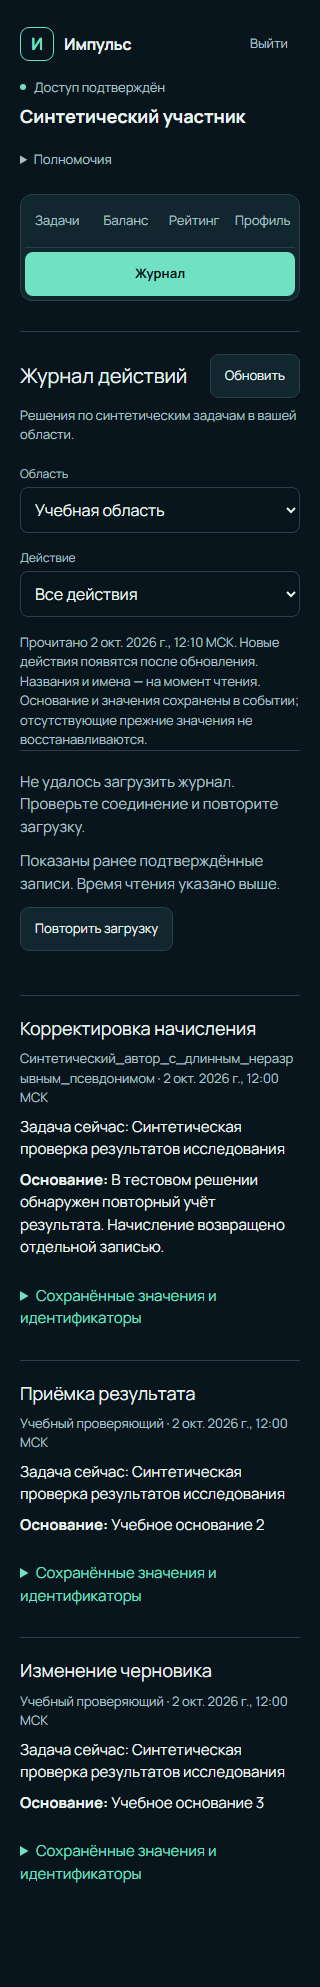 И Импульс Выйти
Доступ подтверждён
Синтетический участник
Полномочия
Задачи Баланс Рейтинг Профиль
Журнал
Журнал действий Обновить
Решения по синтетическим задачам в вашей
области.
Область
Учебная область
Действие
Все действия
Прочитано 2 окт. 2026 г., 12:10 МСК. Новые
действия появятся после обновления.
Названия и имена — на момент чтения.
Основание и значения сохранены в событии;
отсутствующие прежние значения не
восстанавливаются.
Не удалось загрузить журнал.
Проверьте соединение и повторите
загрузку.
Показаны ранее подтверждённые
записи. Время чтения указано выше.
Повторить загрузку
Корректировка начисления
Синтетический_автор_с_длинным_неразр
ывным_псевдонимом · 2 окт. 2026 г., 12:00
МСК
Задача сейчас: Синтетическая
проверка результатов исследования
Основание: В тестовом решении
обнаружен повторный учёт
результата. Начисление возвращено
отдельной записью.
Сохранённые значения и
идентификаторы
Приёмка результата
Учебный проверяющий · 2 окт. 2026 г., 12:00
МСК
Задача сейчас: Синтетическая
проверка результатов исследования
Основание: Учебное основание 2
Сохранённые значения и
идентификаторы
Изменение черновика
Учебный проверяющий · 2 окт. 2026 г., 12:00
МСК
Задача сейчас: Синтетическая
проверка результатов исследования
Основание: Учебное основание 3
Сохранённые значения и
идентификаторы